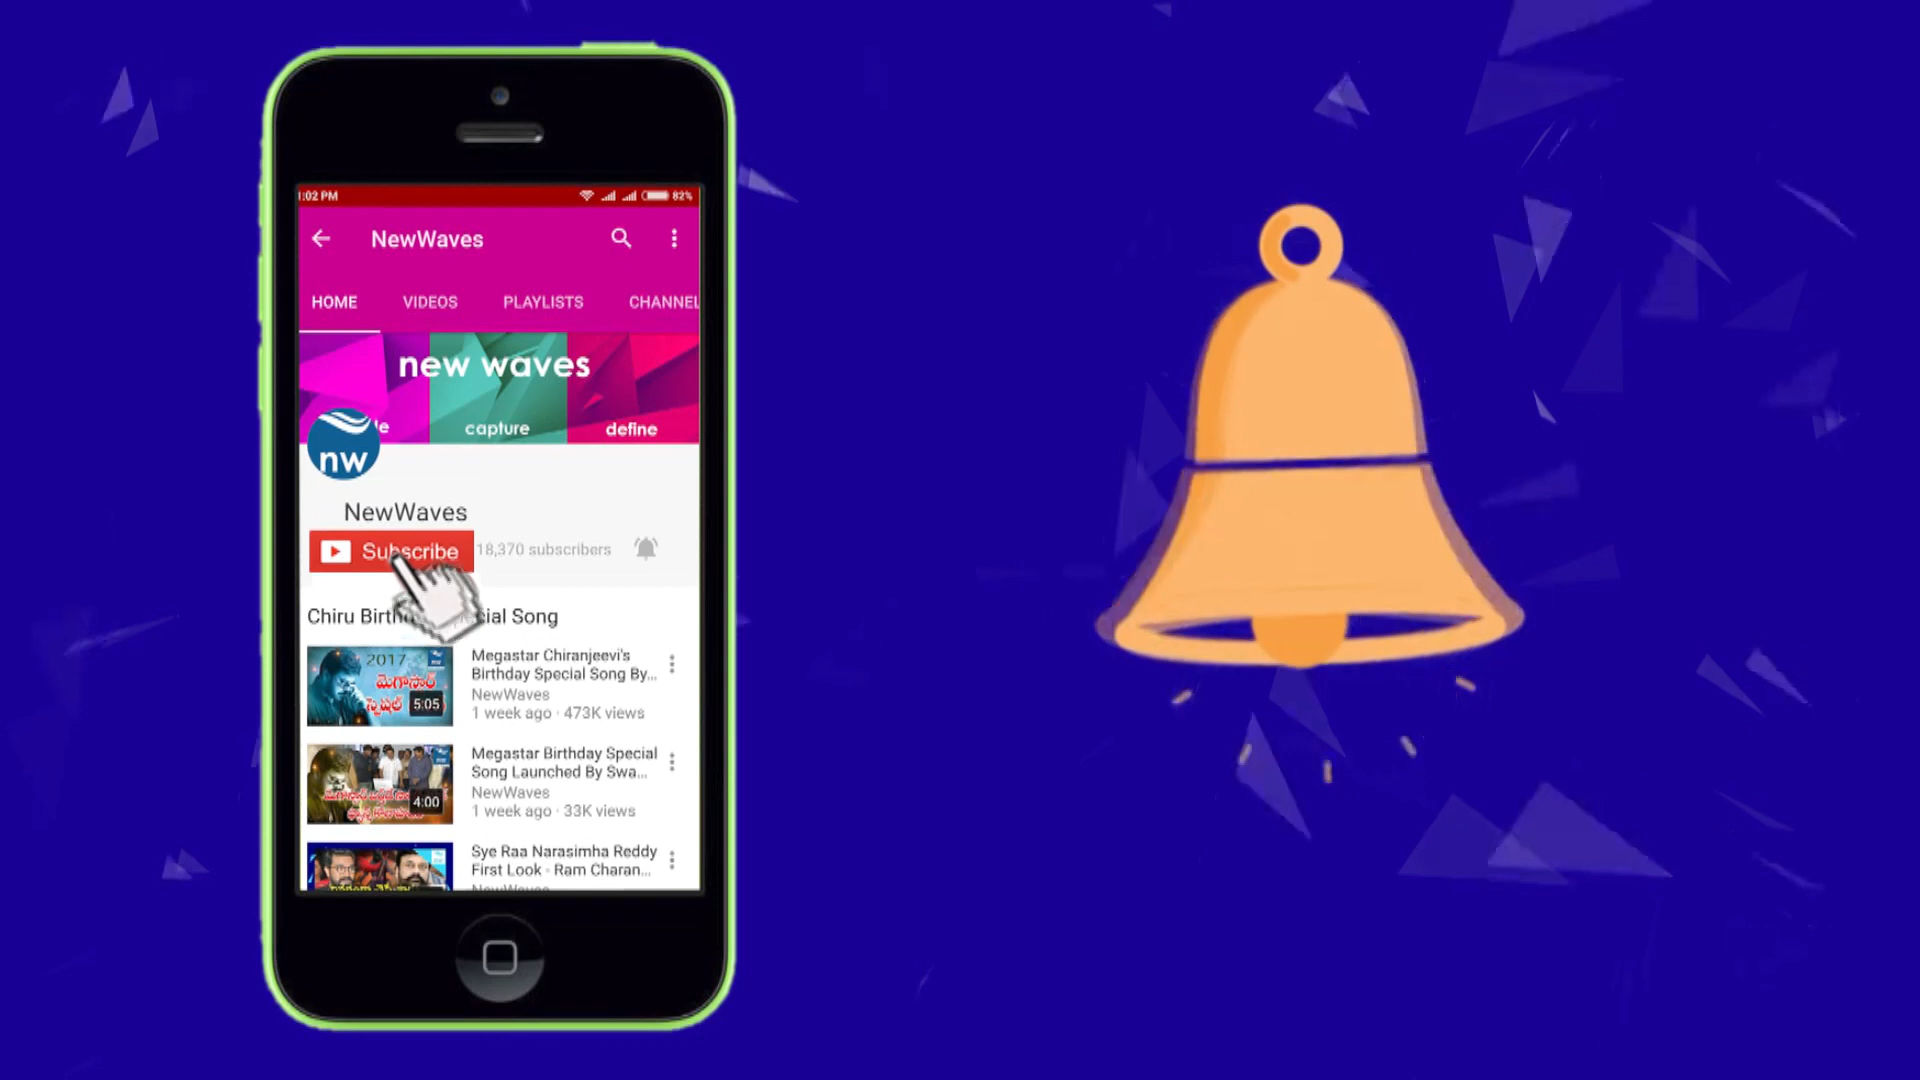 1:02 PM
82%
NewWaves
HOME VIDEOS PLAYLISTS CHANNEL
new waves
capture
define
nw
NewWaves
Subscribe
18,370 subscribers
Chiru Song
2017
మెగాస్టార్
స్పెషల్
5:05
Megastar Chiranjeevi's
Birthday Special Song By...
NewWaves
1 week ago · 473K views
4:00
Megastar Birthday Special
Song Launched By Swa...
NewWaves
1 week ago · 33K views
Sye Raa Narasimha Reddy
First Look - Ram Charan...
NewWaves